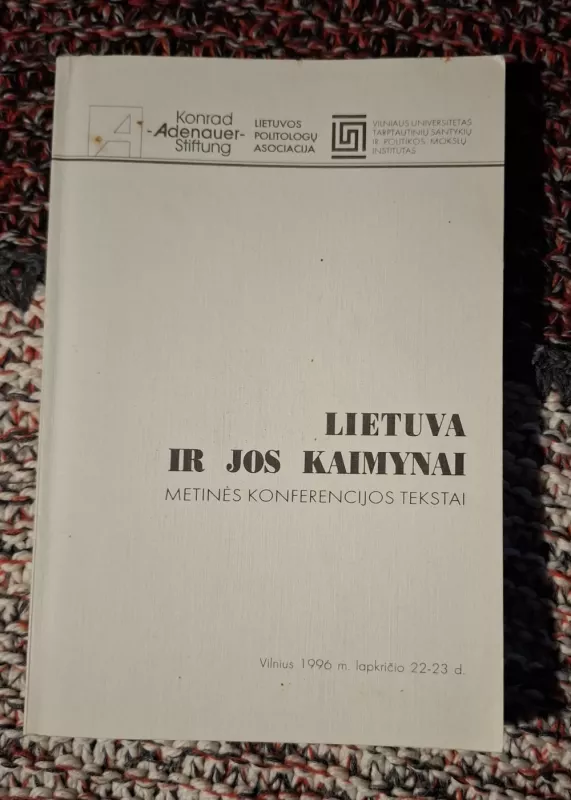 Konrad
-Adenauer-
Stiftung
LIETUVOS
POLITOLOGŲ
ASOCIACIJA
VILNIAUS UNIVERSITETAS
TARPTAUTINIŲ SANTYKIŲ
IR POLITIKOS MOKSLŲ
INSTITUTAS
LIETUVA
IR JOS KAIMYNAI
METINĖS KONFERENCIJOS TEKSTAI
Vilnius 1996 m. lapkričio 22-23 d.